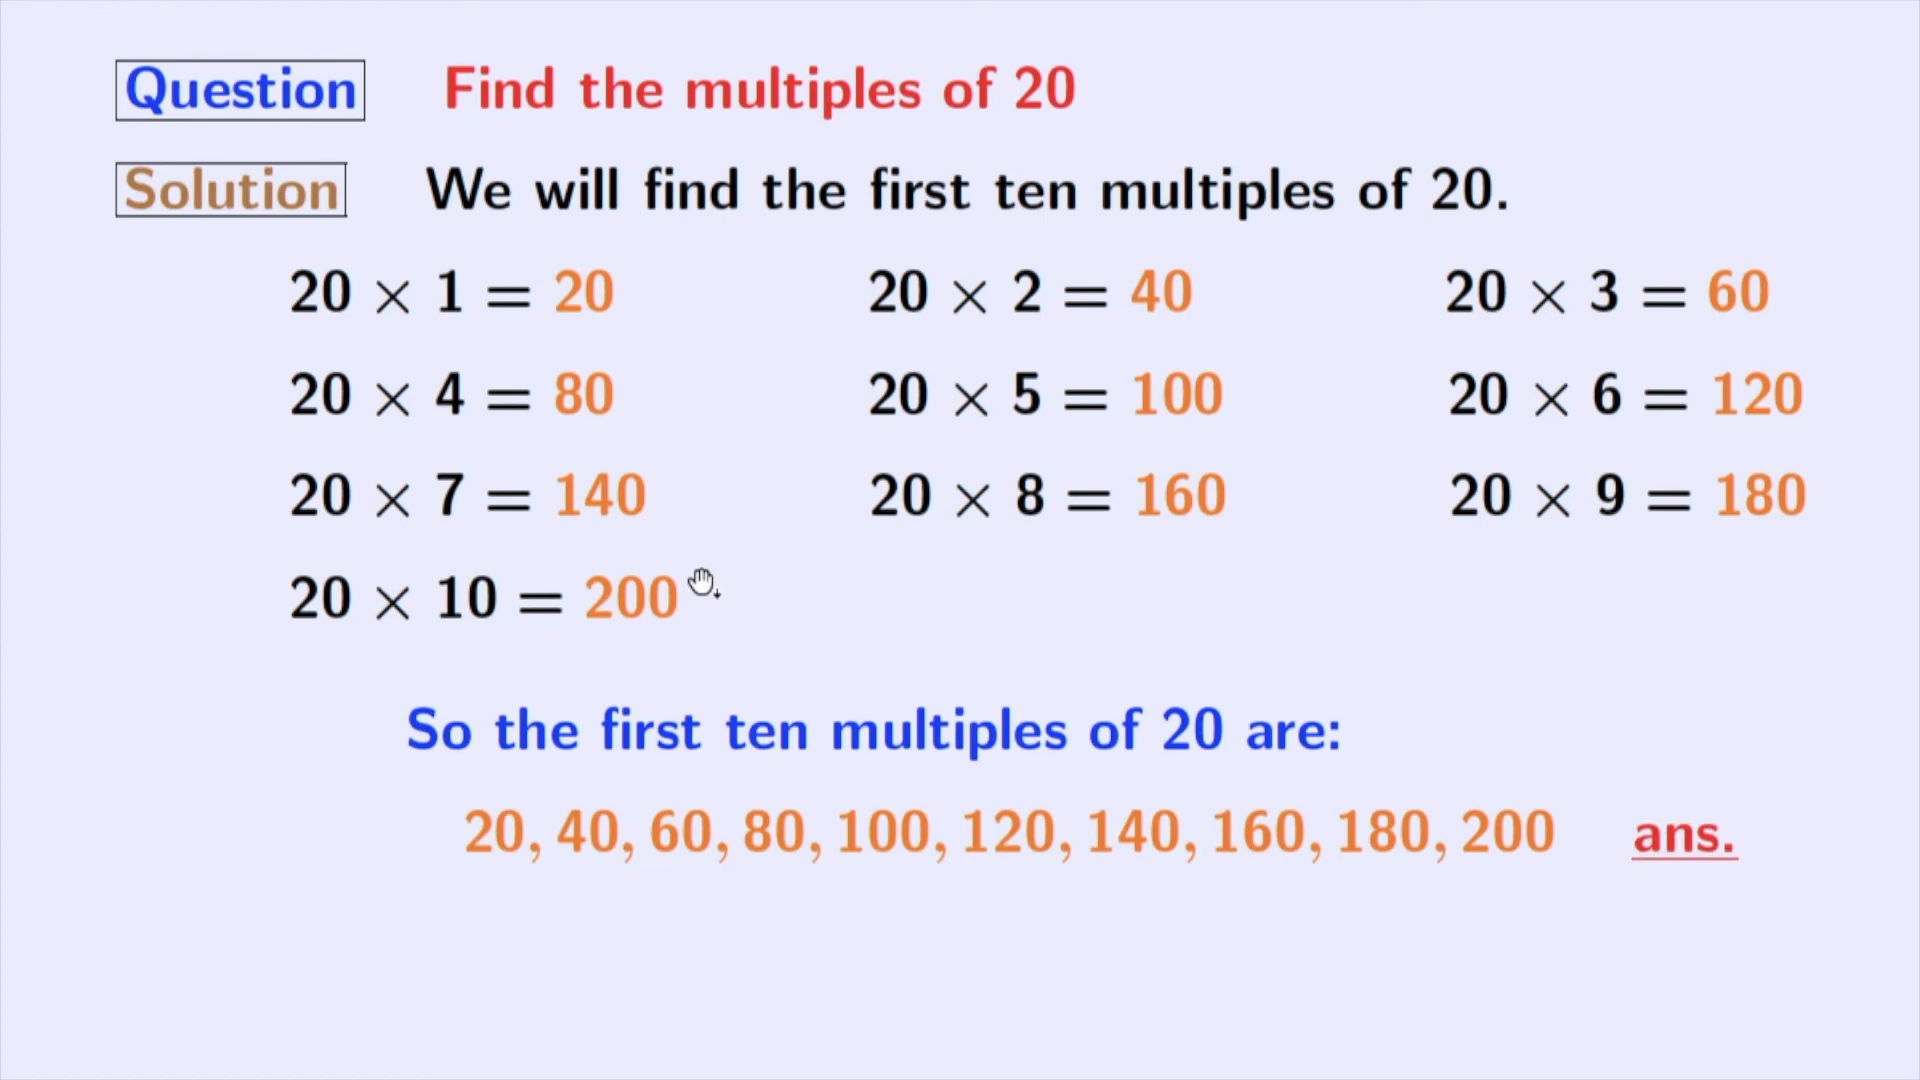 Question Find the multiples of 20
Solution We will find the first ten multiples of 20.
20 × 1 = 20 20 × 2 = 40 20 × 3 = 60
20 × 4 = 80 20 × 5 = 100 20 × 6 = 120
20 × 7 = 140 20 × 8 = 160 20 × 9 = 180
20 × 10 = 200
So the first ten multiples of 20 are:
20, 40, 60, 80, 100, 120, 140, 160, 180, 200 ans.